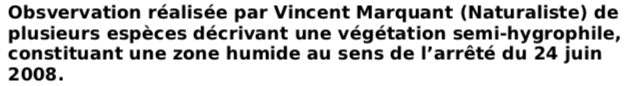 Obsvervation réalisée par Vincent Marquant (Naturaliste) de
plusieurs espèces décrivant une végétation semi-hygrophile,
constituant une zone humide au sens de l’arrêté du 24 juin
2008.